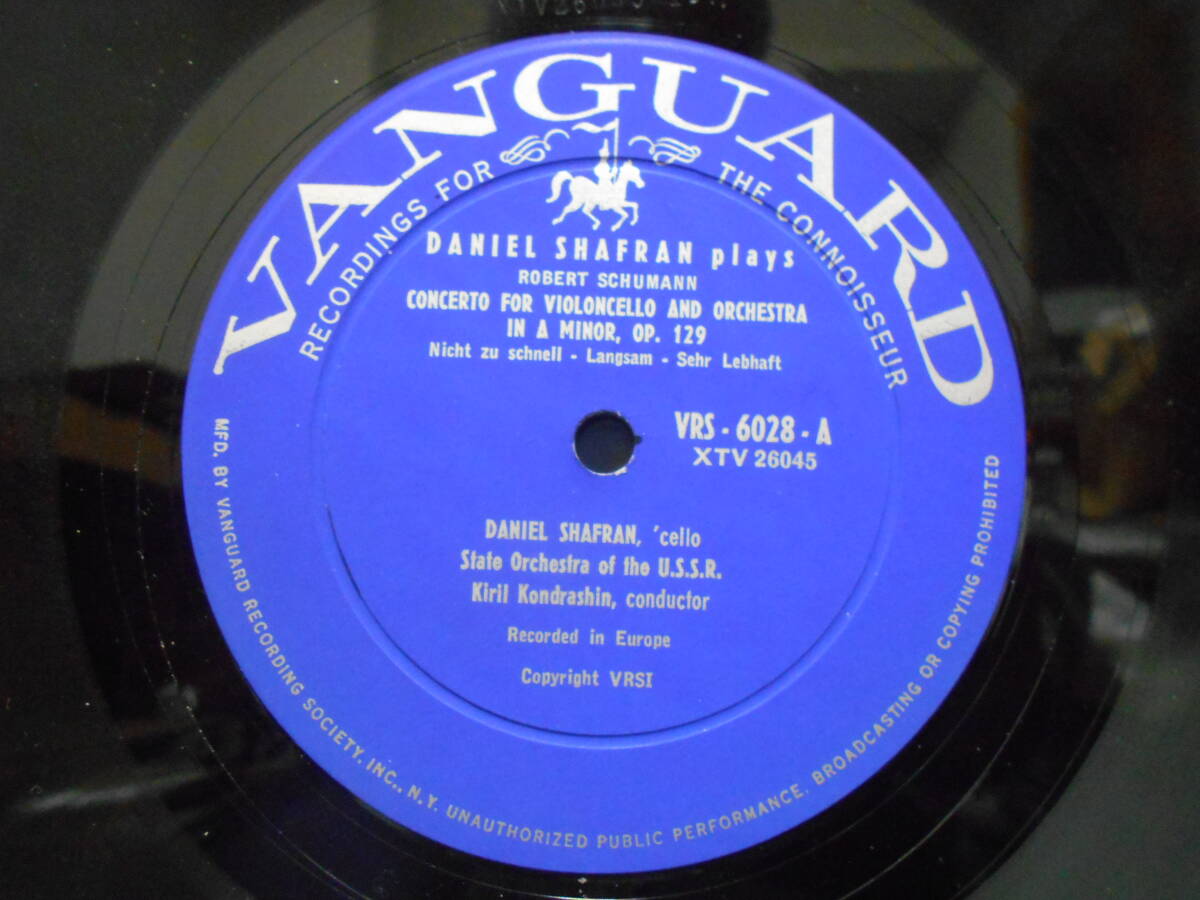 VANGUARD
RECORDINGS FOR THE CONNOISSEUR
DANIEL SHAFRAN plays
ROBERT SCHUMANN
CONCERTO FOR VIOLONCELLO AND ORCHESTRA
IN A MINOR, OP. 129
Nicht zu schnell - Langsam - Sehr Lebhaft
VRS - 6028 - A
XTV 26045
DANIEL SHAFRAN, 'cello
State Orchestra of the U.S.S.R.
Kiril Kondrashin, conductor
Recorded in Europe
Copyright VRSI
MFD. BY VANGUARD RECORDING SOCIETY, INC., N.Y. UNAUTHORIZED PUBLIC PERFORMANCE, BROADCASTING OR COPYING PROHIBITED